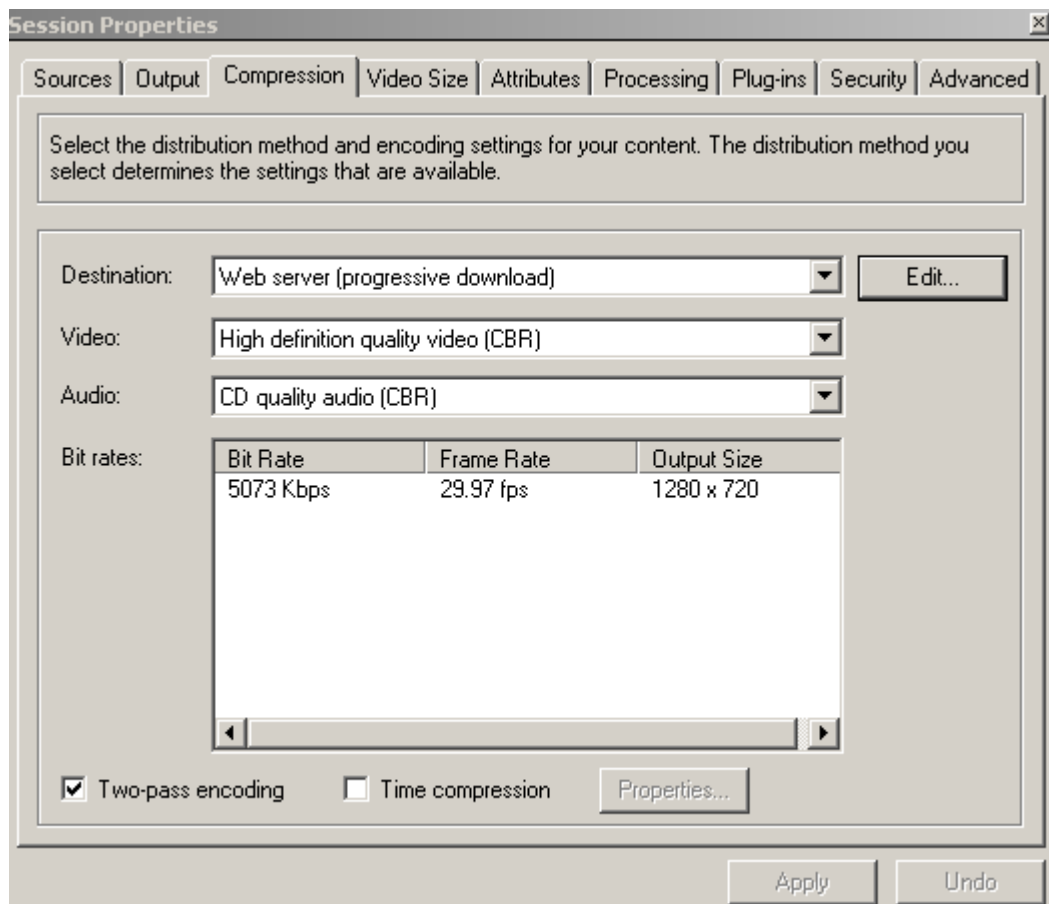 Session Properties
Sources Output Compression Video Size Attributes Processing Plug-ins Security Advanced
Select the distribution method and encoding settings for your content. The distribution method you
select determines the settings that are available.
Destination: Web server (progressive download) Edit...
Video: High definition quality video (CBR)
Audio: CD quality audio (CBR)
Bit rates: Bit Rate Frame Rate Output Size
5073 Kbps 29.97 fps 1280 x 720
Two-pass encoding Time compression Properties...
Apply Undo